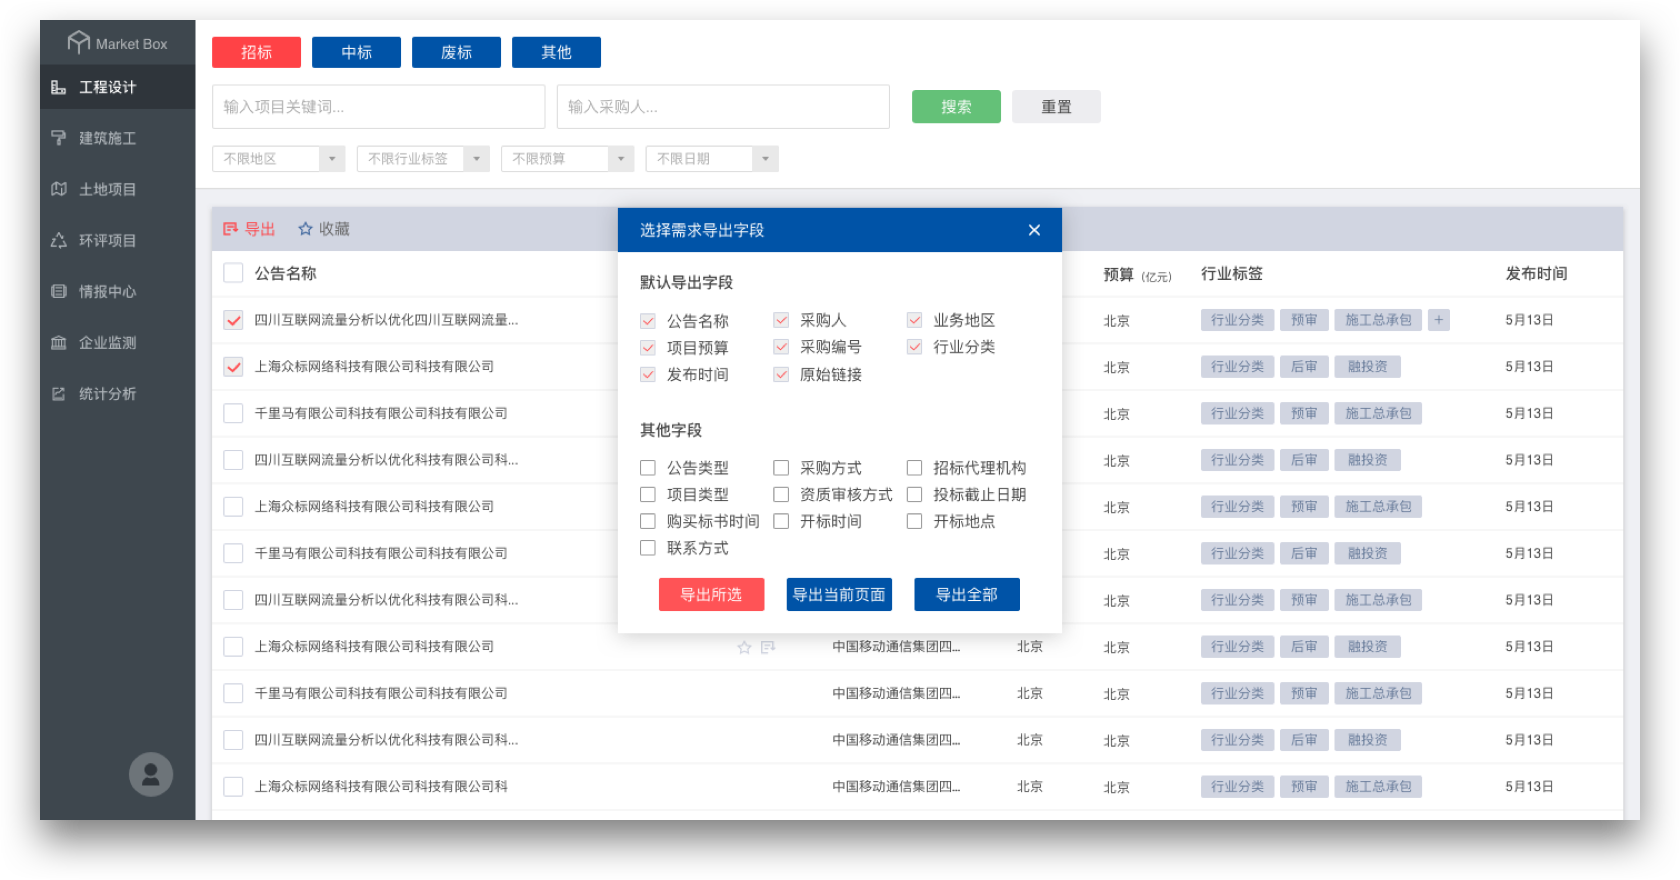 Market Box
工程设计
建筑施工
土地项目
环评项目
情报中心
企业监测
统计分析
招标 中标 废标 其他
输入项目关键词... 输入采购人... 搜索 重置
不限地区 不限行业标签 不限预算 不限日期
导出 收藏
选择需求导出字段
默认导出字段
公告名称 采购人 业务地区
项目预算 采购编号 行业分类
发布时间 原始链接
其他字段
公告类型 采购方式 招标代理机构
项目类型 资质审核方式 投标截止日期
购买标书时间 开标时间 开标地点
联系方式
导出所选 导出当前页面 导出全部
公告名称 预算 (亿元) 行业标签 发布时间
四川互联网流量分析以优化四川互联网流量... 北京 行业分类 预审 施工总承包 + 5月13日
上海众标网络科技有限公司科技有限公司 北京 行业分类 后审 融投资 5月13日
千里马有限公司科技有限公司科技有限公司 北京 行业分类 预审 施工总承包 5月13日
四川互联网流量分析以优化科技有限公司科... 北京 行业分类 后审 融投资 5月13日
上海众标网络科技有限公司科技有限公司 北京 行业分类 预审 施工总承包 5月13日
千里马有限公司科技有限公司科技有限公司 北京 行业分类 后审 融投资 5月13日
四川互联网流量分析以优化科技有限公司科... 北京 行业分类 预审 施工总承包 5月13日
上海众标网络科技有限公司科技有限公司 中国移动通信集团四... 北京 北京 行业分类 后审 融投资 5月13日
千里马有限公司科技有限公司科技有限公司 中国移动通信集团四... 北京 北京 行业分类 预审 施工总承包 5月13日
四川互联网流量分析以优化科技有限公司科... 中国移动通信集团四... 北京 北京 行业分类 后审 融投资 5月13日
上海众标网络科技有限公司科技有限公司科 中国移动通信集团四... 北京 北京 行业分类 预审 施工总承包 5月13日